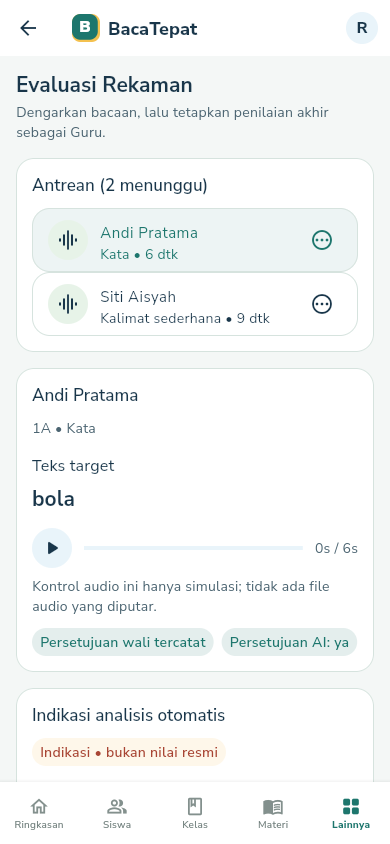 B BacaTepat
R
Evaluasi Rekaman
Dengarkan bacaan, lalu tetapkan penilaian akhir
sebagai Guru.
Antrean (2 menunggu)
Andi Pratama
Kata • 6 dtk
Siti Aisyah
Kalimat sederhana • 9 dtk
Andi Pratama
1A • Kata
Teks target
bola
0s / 6s
Kontrol audio ini hanya simulasi; tidak ada file
audio yang diputar.
Persetujuan wali tercatat
Persetujuan AI: ya
Indikasi analisis otomatis
Indikasi • bukan nilai resmi
Ringkasan
Siswa
Kelas
Materi
Lainnya